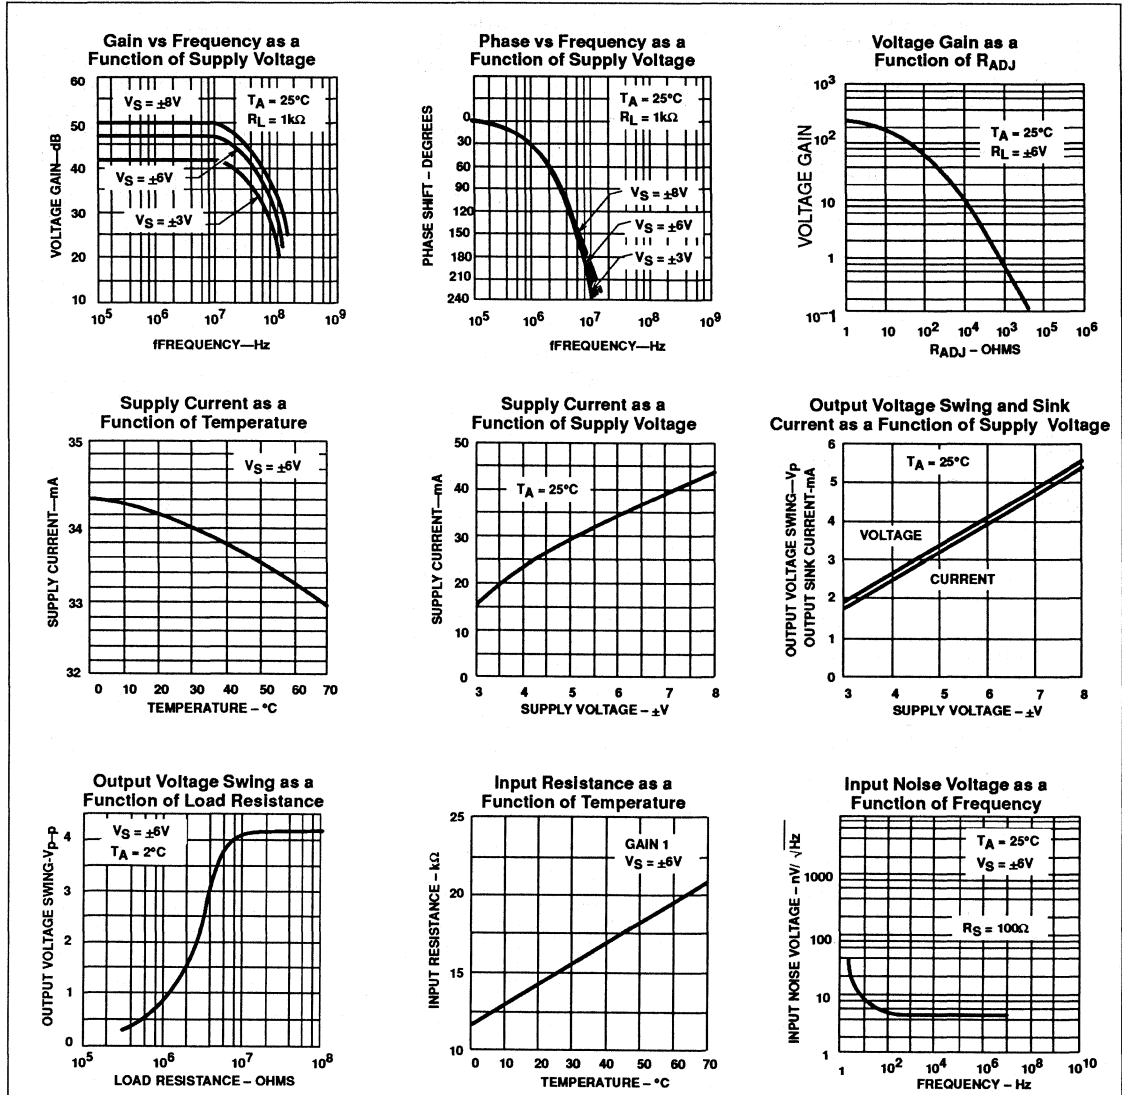 Gain vs Frequency as a
Function of Supply Voltage
VOLTAGE GAIN—dB
60
50
40
30
20
10
VS = ±8V
TA = 25°C
RL = 1kΩ
VS = ±6V
VS = ±3V
10^5 10^6 10^7 10^8 10^9
fFREQUENCY—Hz
Phase vs Frequency as a
Function of Supply Voltage
PHASE SHIFT – DEGREES
0
30
60
90
120
150
180
210
240
TA = 25°C
RL = 1kΩ
VS = ±8V
VS = ±6V
VS = ±3V
10^5 10^6 10^7 10^8 10^9
fFREQUENCY—Hz
Voltage Gain as a
Function of RADJ
VOLTAGE GAIN
10^3
10^2
10
1
10^–1
TA = 25°C
RL = ±6V
1 10 10^2 10^4 10^3 10^5 10^6
RADJ – OHMS
Supply Current as a
Function of Temperature
SUPPLY CURRENT—mA
35
34
33
32
VS = ±6V
0 10 20 30 40 50 60 70
TEMPERATURE – °C
Supply Current as a
Function of Supply Voltage
SUPPLY CURRENT—mA
50
40
30
20
10
0
TA = 25°C
3 4 5 6 7 8
SUPPLY VOLTAGE – ±V
Output Voltage Swing and Sink
Current as a Function of Supply Voltage
OUTPUT VOLTAGE SWING—Vp
OUTPUT SINK CURRENT-mA
6
5
4
3
2
1
0
TA = 25°C
VOLTAGE
CURRENT
3 4 5 6 7 8
SUPPLY VOLTAGE – ±V
Output Voltage Swing as a
Function of Load Resistance
OUTPUT VOLTAGE SWING-Vp–p
4
3
2
1
0
VS = ±6V
TA = 2°C
10^5 10^6 10^7 10^8
LOAD RESISTANCE – OHMS
Input Resistance as a
Function of Temperature
INPUT RESISTANCE – kΩ
25
20
15
10
GAIN 1
VS = ±6V
0 10 20 30 40 50 60 70
TEMPERATURE – °C
Input Noise Voltage as a
Function of Frequency
INPUT NOISE VOLTAGE – nV/ √Hz
1000
100
10
1
TA = 25°C
VS = ±6V
RS = 100Ω
1 10^2 10^4 10^6 10^8 10^10
FREQUENCY – Hz